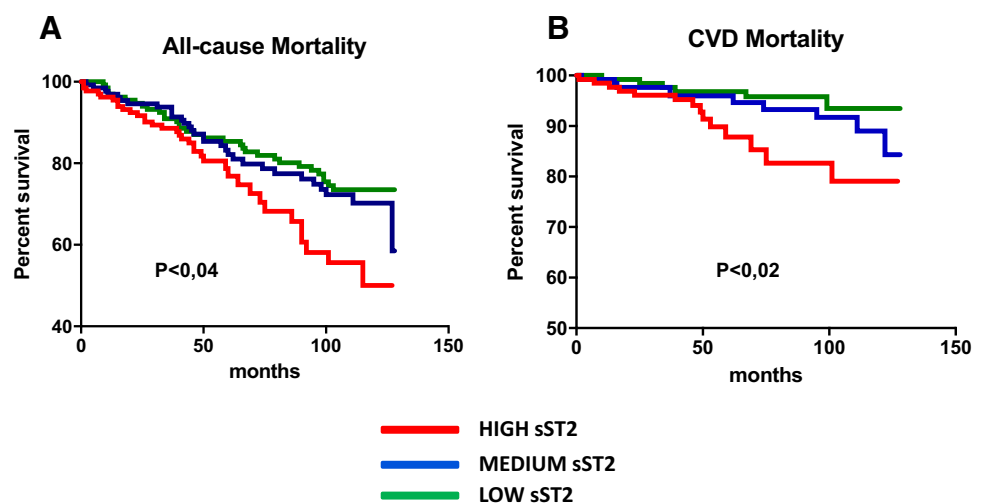 A
All-cause Mortality
Percent survival
100
80
60
40
P<0,04
0
50
100
150
months
B
CVD Mortality
Percent survival
100
90
80
70
60
50
P<0,02
0
50
100
150
months
HIGH sST2
MEDIUM sST2
LOW sST2